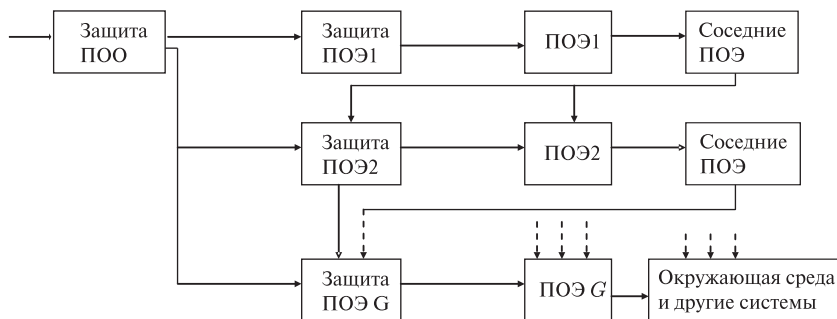 Защита
ПОО
Защита
ПОЭ1
ПОЭ1
Соседние
ПОЭ
Защита
ПОЭ2
ПОЭ2
Соседние
ПОЭ
Защита
ПОЭ G
ПОЭ G
Окружающая среда
и другие системы